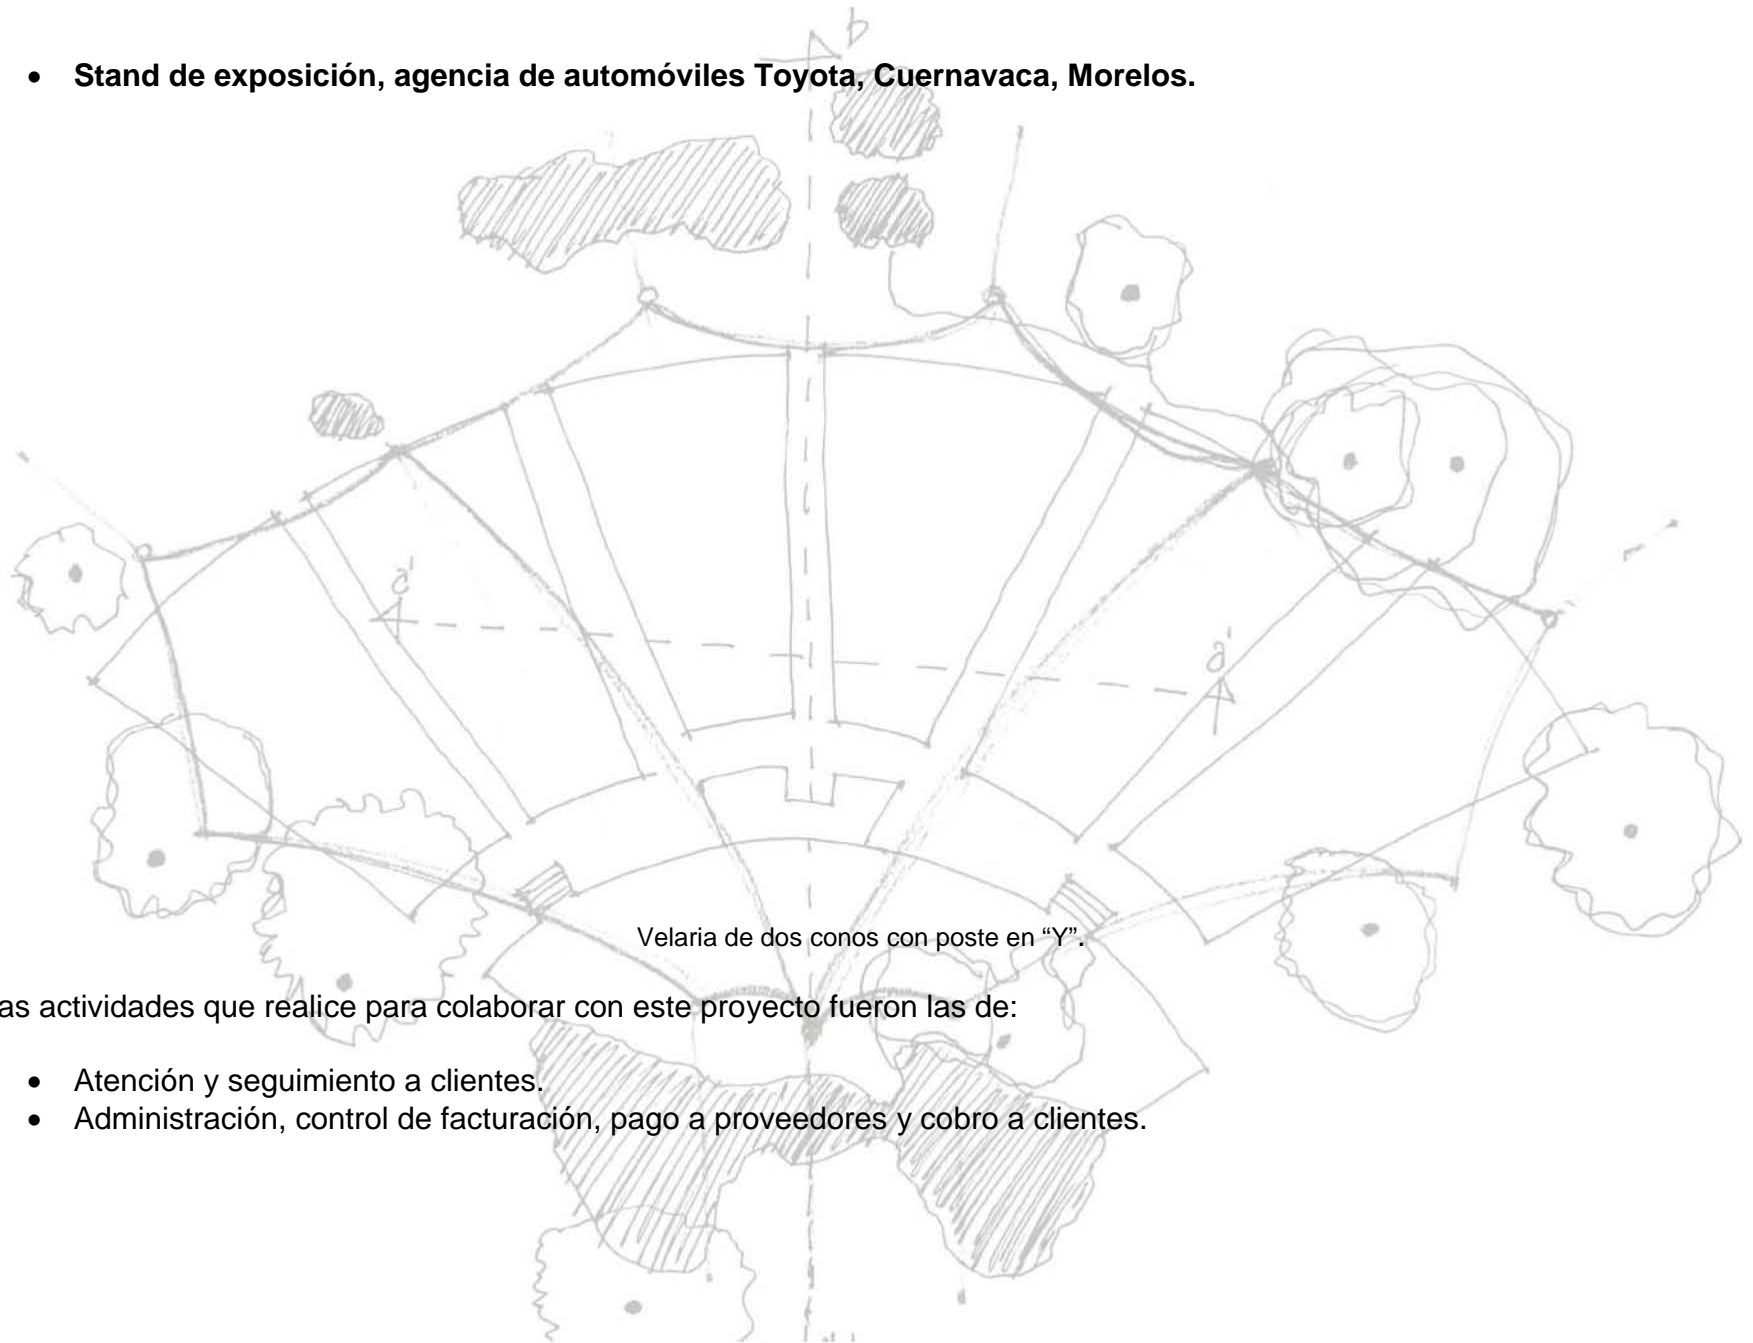 b
• Stand de exposición, agencia de automóviles Toyota, Cuernavaca, Morelos.
a'
a'
Velaria de dos conos con poste en “Y”.
as actividades que realice para colaborar con este proyecto fueron las de:
• Atención y seguimiento a clientes.
• Administración, control de facturación, pago a proveedores y cobro a clientes.